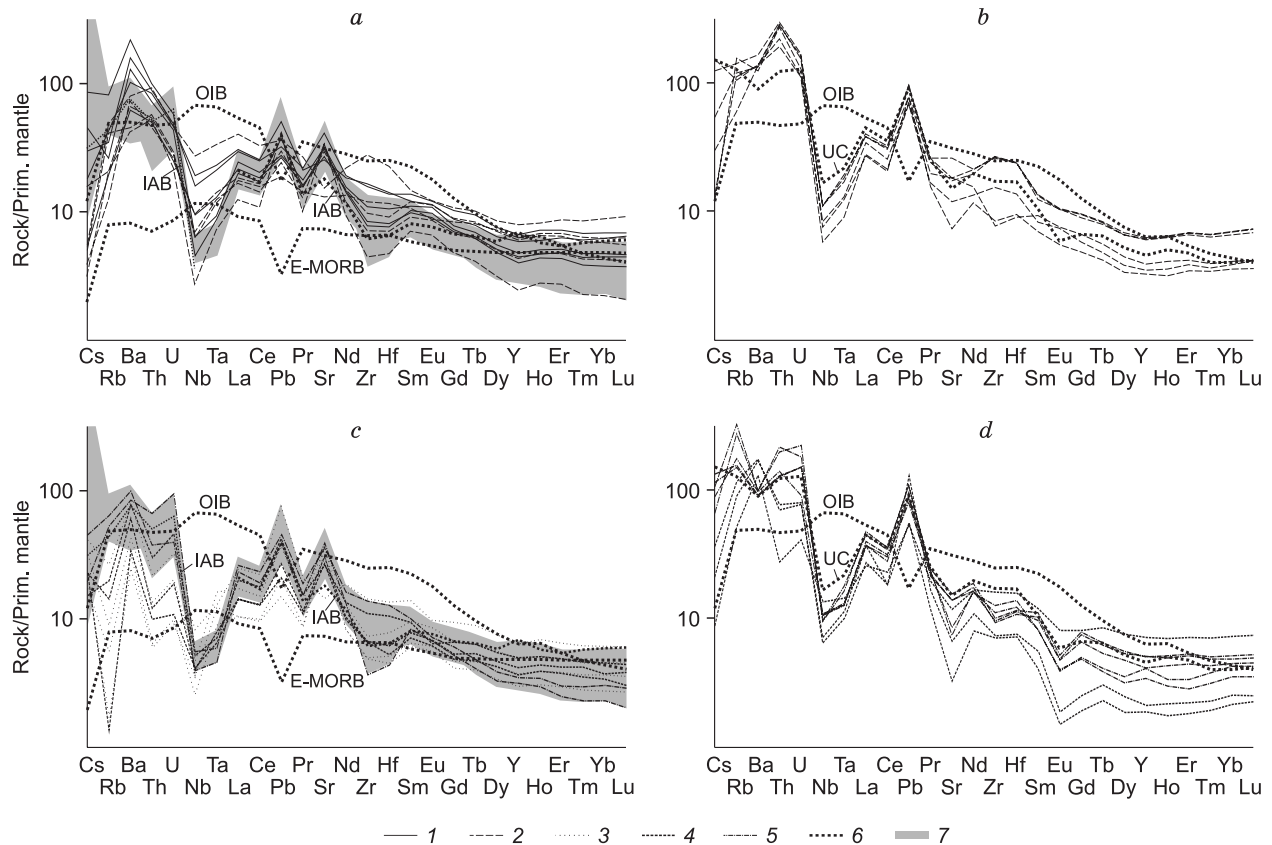 a
b
100
OIB
IAB
IAB
E-MORB
10
Rock/Prim. mantle
Cs Ba U Ta Ce Pr Nd Hf Eu Tb Y Er Yb
Rb Th Nb La Pb Sr Zr Sm Gd Dy Ho Tm Lu
100
OIB
UC
10
Cs Ba U Ta Ce Pr Nd Hf Eu Tb Y Er Yb
Rb Th Nb La Pb Sr Zr Sm Gd Dy Ho Tm Lu
c
d
100
OIB
IAB
IAB
E-MORB
10
Rock/Prim. mantle
Cs Ba U Ta Ce Pr Nd Hf Eu Tb Y Er Yb
Rb Th Nb La Pb Sr Zr Sm Gd Dy Ho Tm Lu
100
OIB
UC
10
Cs Ba U Ta Ce Pr Nd Hf Eu Tb Y Er Yb
Rb Th Nb La Pb Sr Zr Sm Gd Dy Ho Tm Lu
1 2 3 4 5 6 7